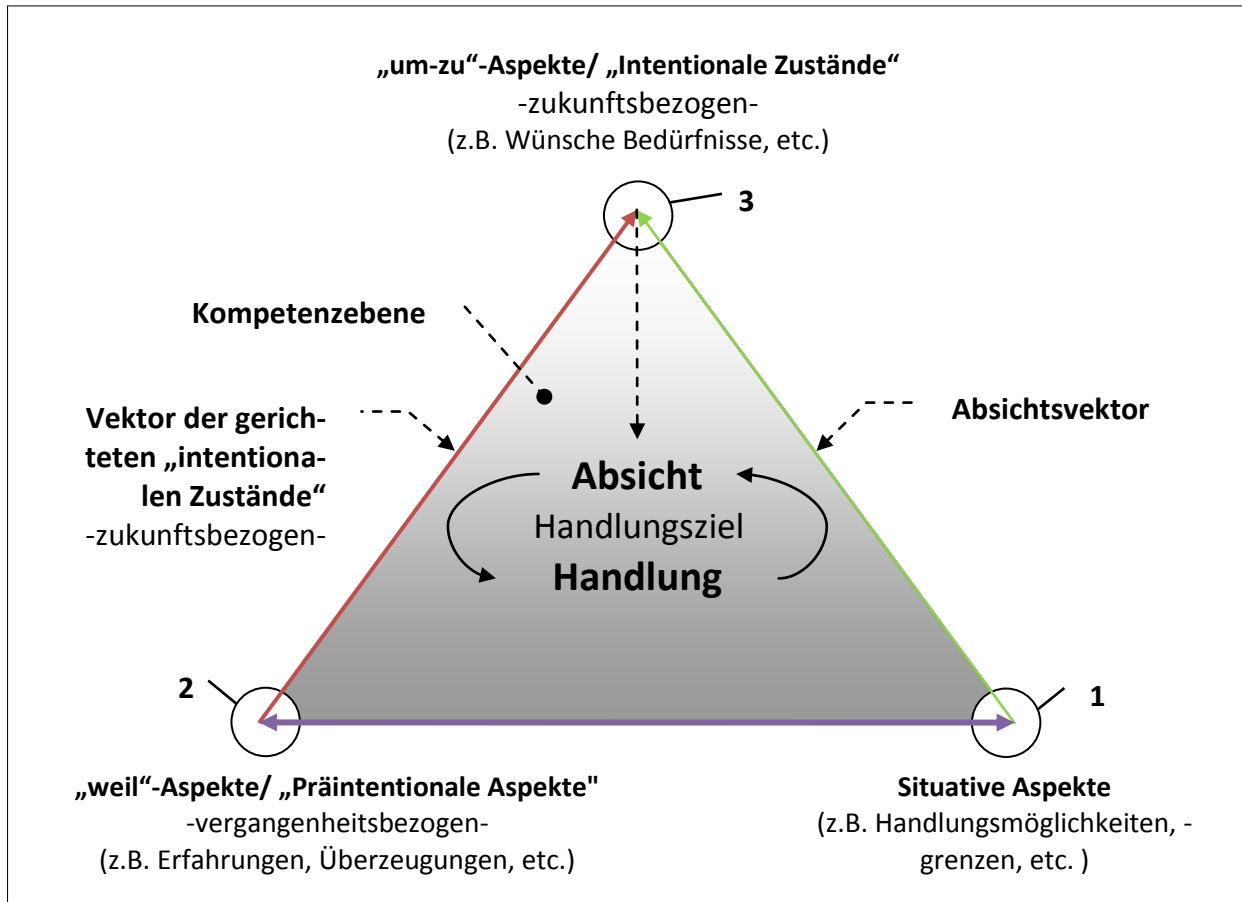 „um-zu“-Aspekte/ „Intentionale Zustände“
-zukunftsbezogen-
(z.B. Wünsche Bedürfnisse, etc.)
3
Kompetenzebene
Vektor der gerich-
teten „intentiona-
len Zustände“
-zukunftsbezogen-
Absichtsvektor
Absicht
Handlungsziel
Handlung
2
1
„weil“-Aspekte/ „Präintentionale Aspekte"
-vergangenheitsbezogen-
(z.B. Erfahrungen, Überzeugungen, etc.)
Situative Aspekte
(z.B. Handlungsmöglichkeiten, -
grenzen, etc. )